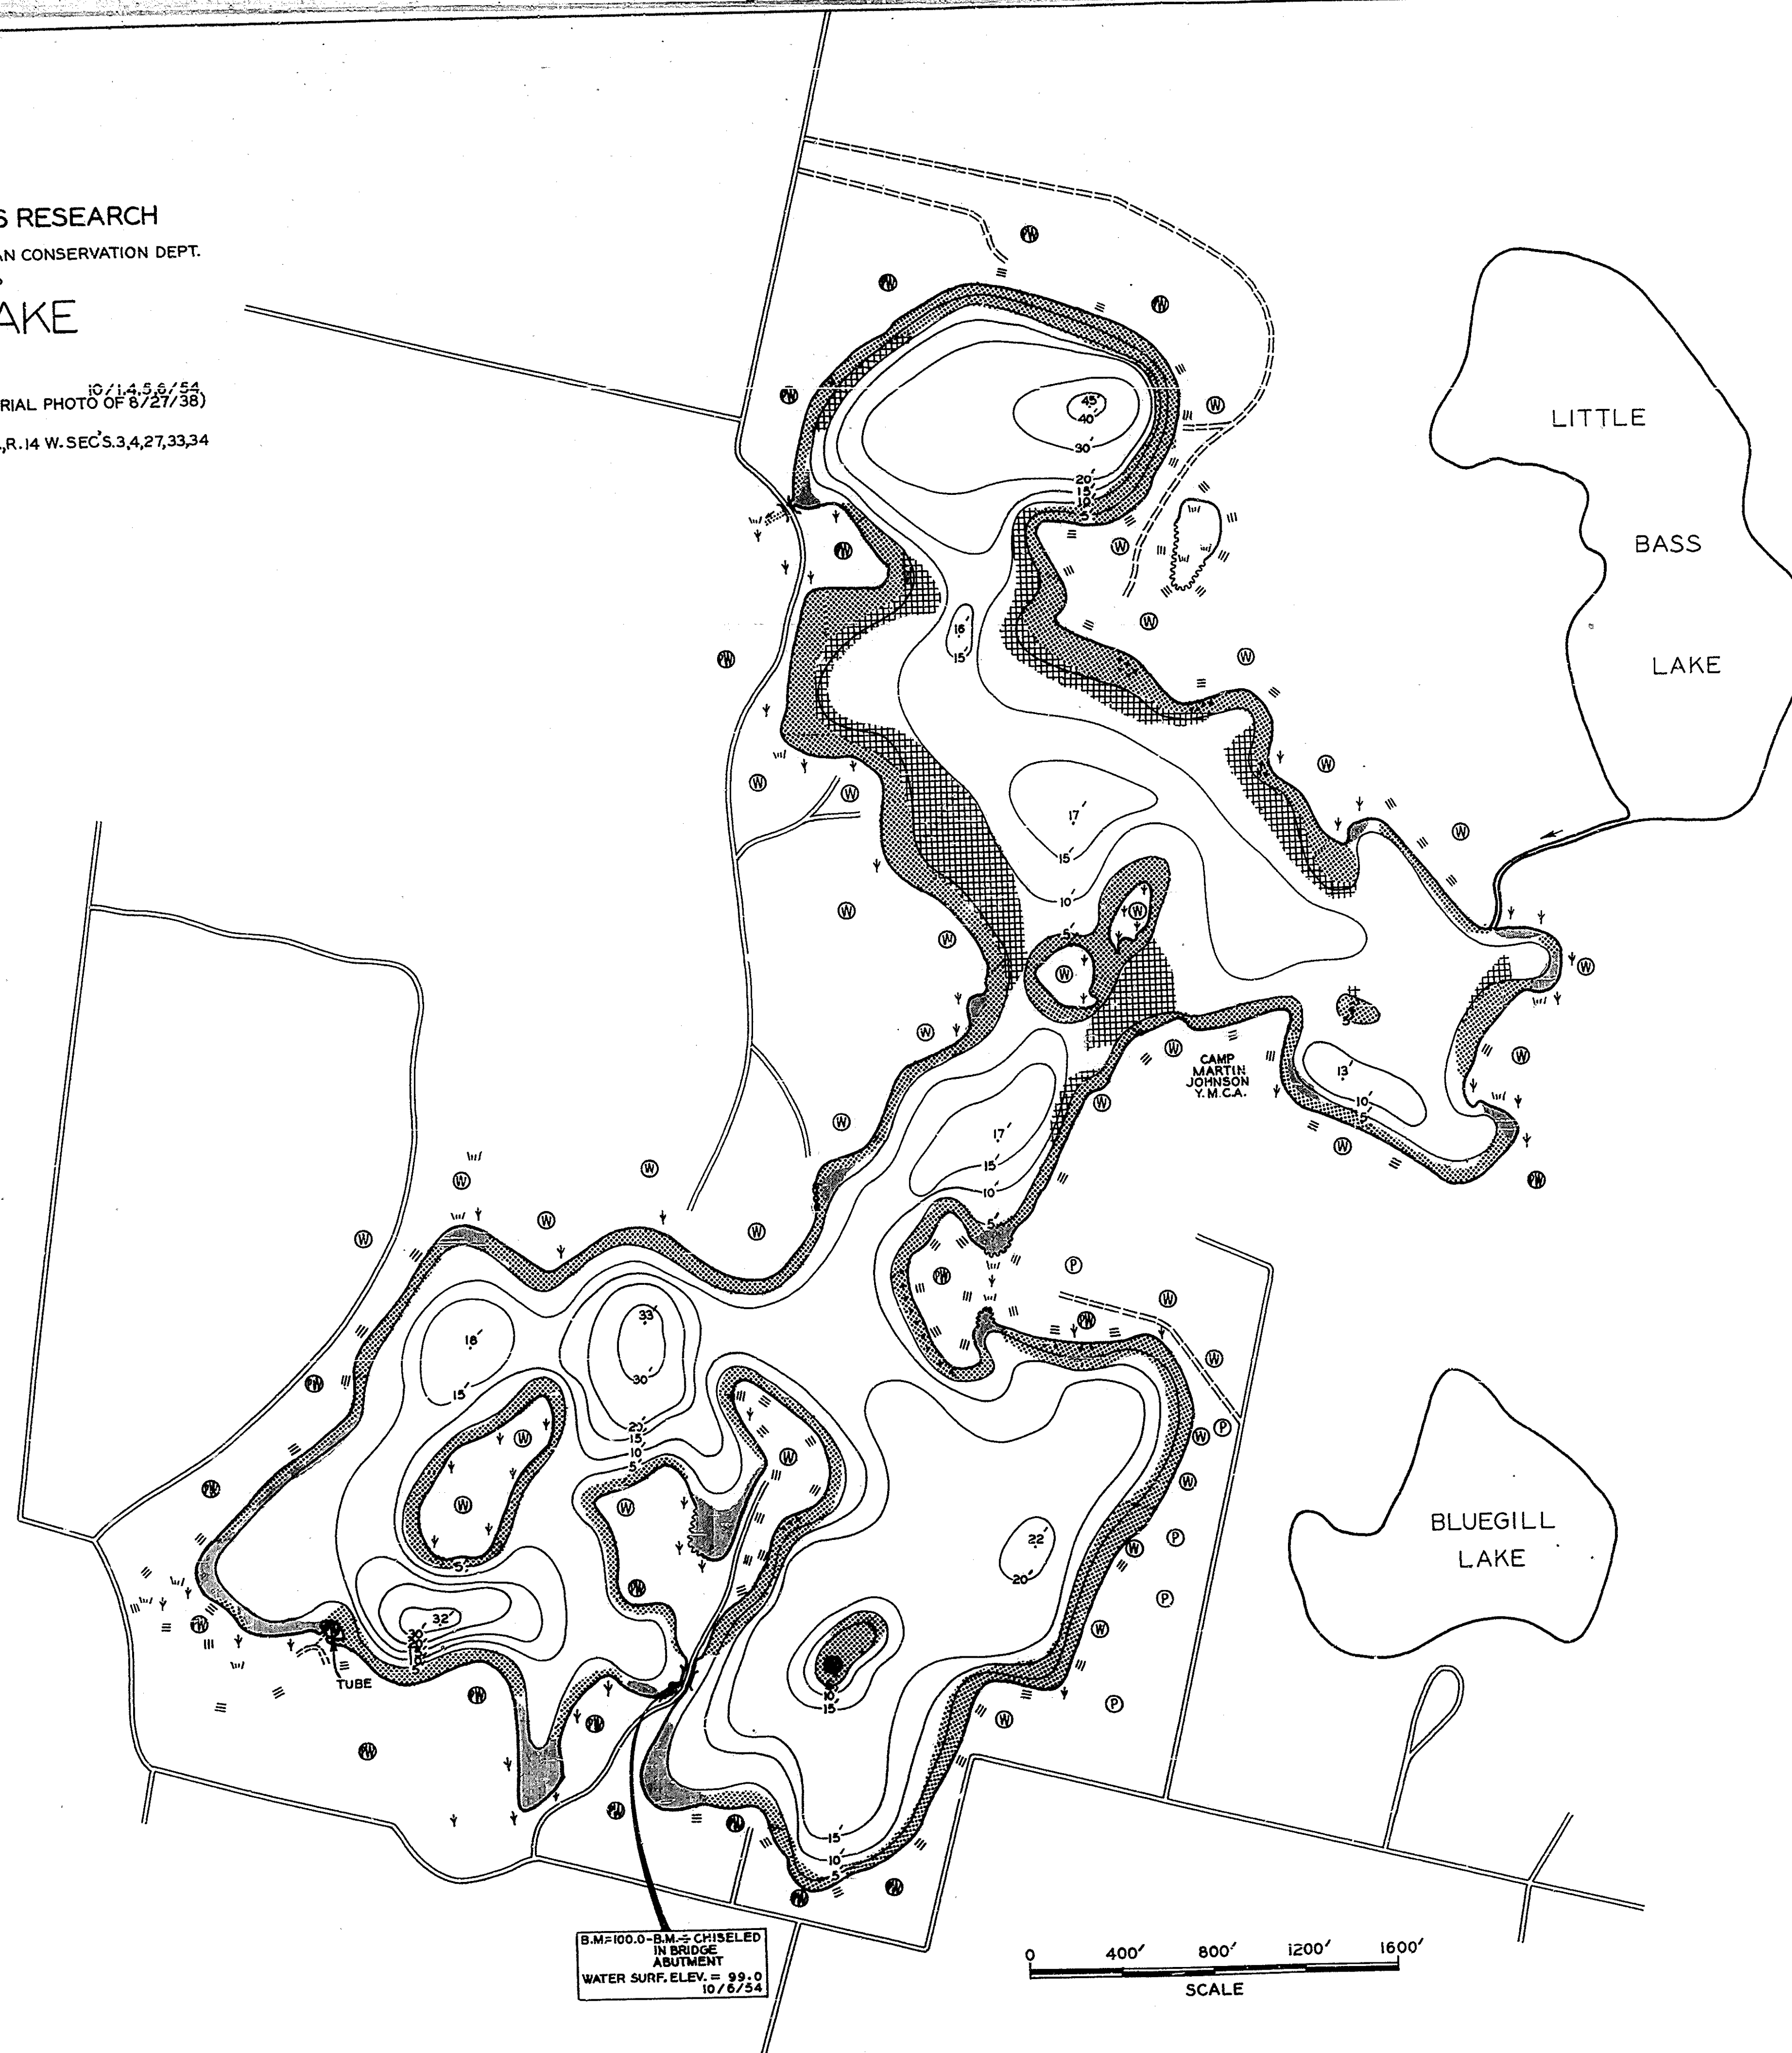 S RESEARCH
AN CONSERVATION DEPT.
AKE
10/1,4,5,6/54
RIAL PHOTO OF 8/27/38)
,R.14 W. SEC'S.3,4,27,33,34
LITTLE
BASS
LAKE
45'
40'
30'
20'
15'
10'
5'
16'
15'
17'
15'
10'
5'
5'
CAMP
MARTIN
JOHNSON
Y.M.C.A.
13'
10'
5'
17'
15'
10'
5'
33'
30'
20'
15'
10'
5'
18'
15'
5'
32'
30'
5'
TUBE
22'
20'
10'
15'
15'
10'
5'
BLUEGILL
LAKE
B.M.=100.0-B.M.÷ CHISELED
IN BRIDGE
ABUTMENT
WATER SURF. ELEV. = 99.0
10/6/54
0 400' 800' 1200' 1600'
SCALE